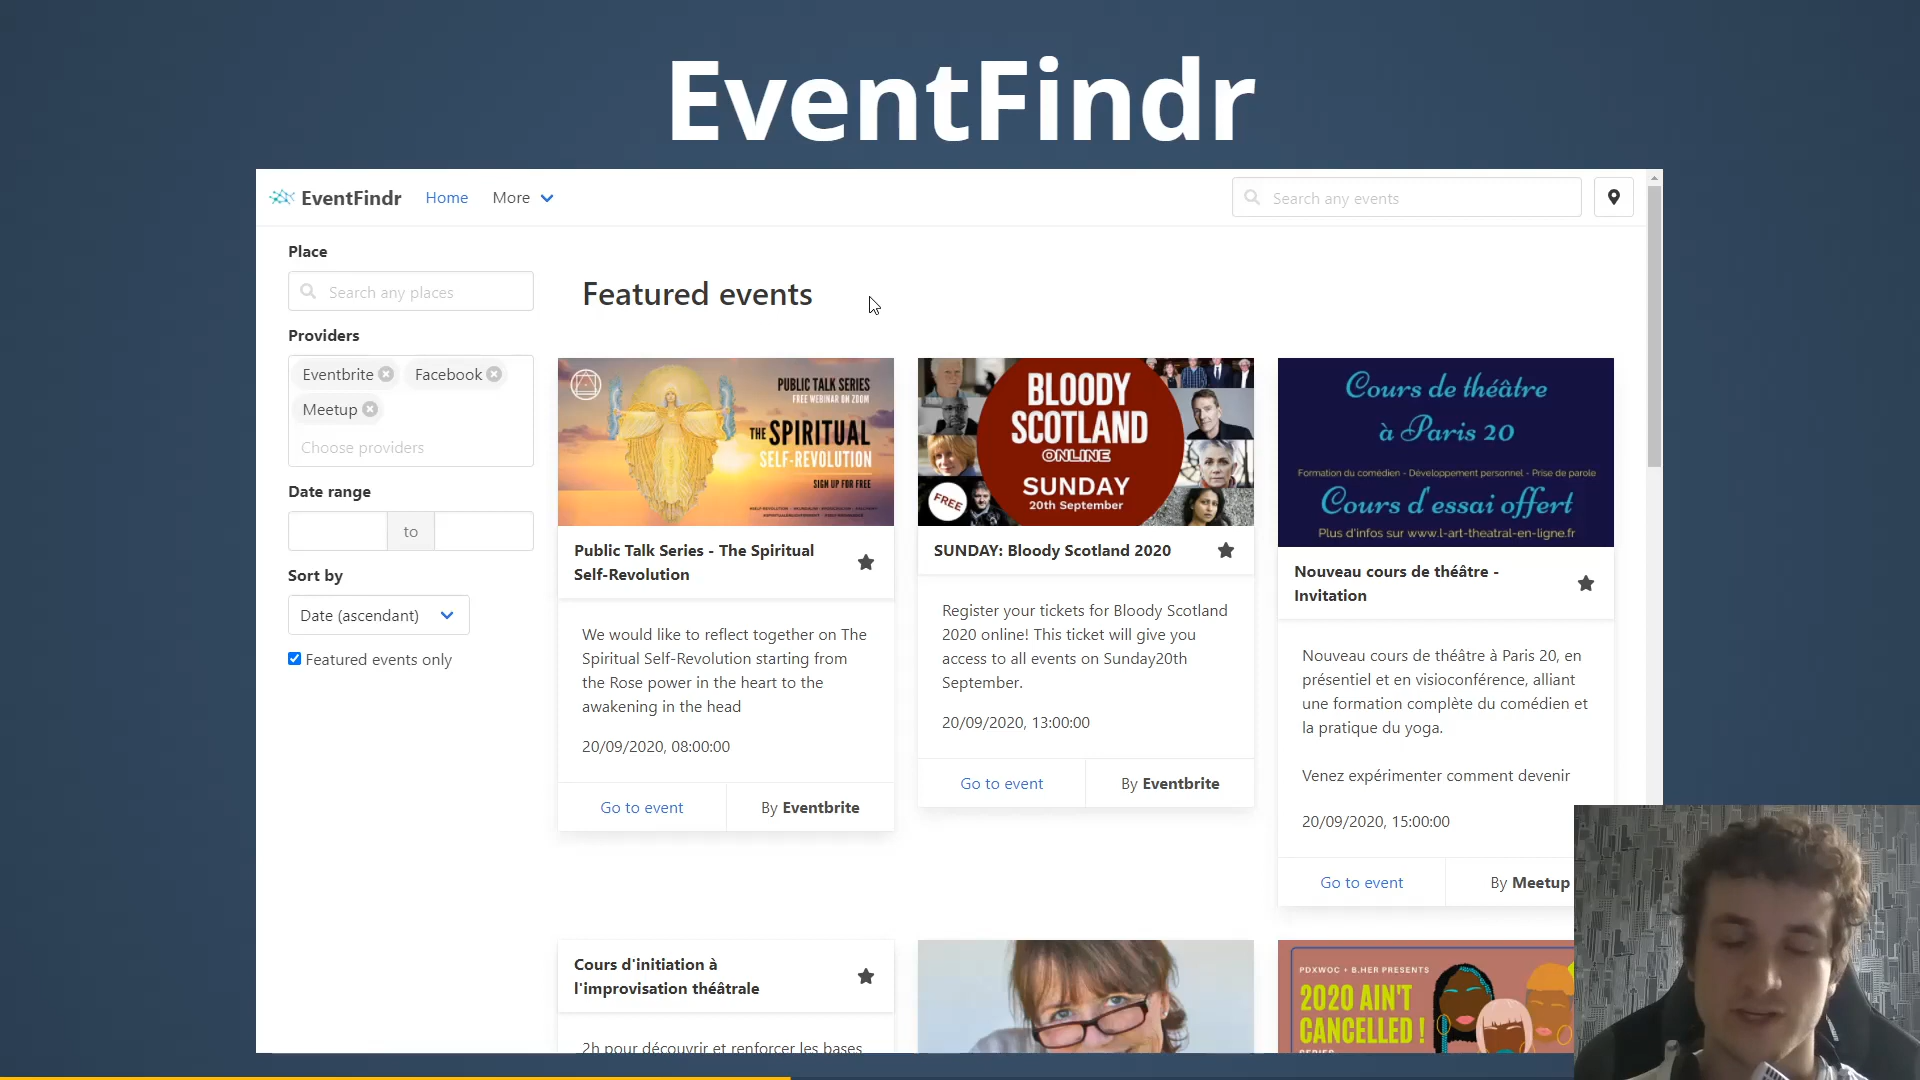 EventFindr
EventFindr
Home
More
Search any events
Place
Search any places
Providers
Eventbrite
Facebook
Meetup
Choose providers
Date range
to
Sort by
Date (ascendant)
Featured events only
Featured events
PUBLIC TALK SERIES
FREE WEBINAR ON ZOOM
THE SPIRITUAL
SELF-REVOLUTION
SIGN UP FOR FREE
Public Talk Series - The Spiritual
Self-Revolution
We would like to reflect together on The
Spiritual Self-Revolution starting from
the Rose power in the heart to the
awakening in the head
20/09/2020, 08:00:00
Go to event
By Eventbrite
BLOODY
SCOTLAND
ONLINE
SUNDAY
20th September
FREE
SUNDAY: Bloody Scotland 2020
Register your tickets for Bloody Scotland
2020 online! This ticket will give you
access to all events on Sunday20th
September.
20/09/2020, 13:00:00
Go to event
By Eventbrite
Cours de théâtre
à Paris 20
Formation du comédien - Développement personnel - Prise de parole
Cours d'essai offert
Plus d'infos sur www.l-art-theatral-en-ligne.fr
Nouveau cours de théâtre -
Invitation
Nouveau cours de théâtre à Paris 20, en
présentiel et en visioconférence, alliant
une formation complète du comédien et
la pratique du yoga.
Venez expérimenter comment devenir
20/09/2020, 15:00:00
Go to event
By Meetup
Cours d'initiation à
l'improvisation théâtrale
2h pour découvrir et renforcer les bases
PDXWOC + B.HER PRESENTS
2020 AIN'T
CANCELLED !
SERIES